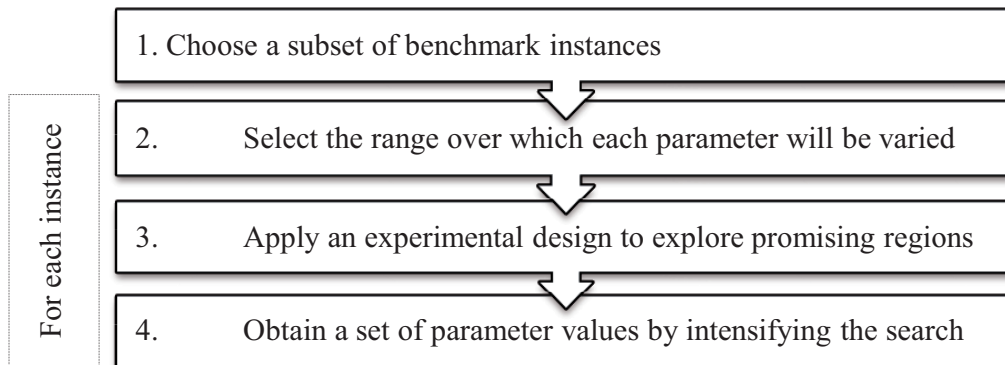 1. Choose a subset of benchmark instances
For each instance
2. Select the range over which each parameter will be varied
3. Apply an experimental design to explore promising regions
4. Obtain a set of parameter values by intensifying the search